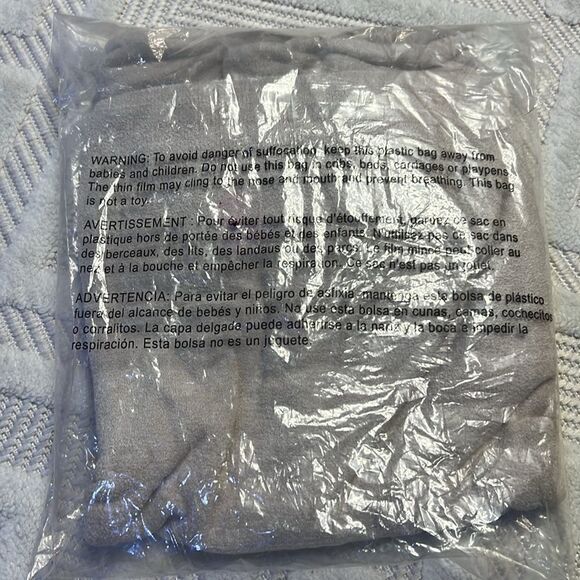 WARNING: To avoid danger of suffocation, keep this plastic bag away from
babies and children. Do not use this bag in cribs, beds, carriages or playpens
The thin film may cling to the nose and mouth and prevent breathing. This bag
is not a toy.
AVERTISSEMENT : Pour éviter tout risque d'étouffement, gardez ce sac en
plastique hors de portée des bébés et des enfants. N'utilisez pas ce sac dans
des berceaux, des lits, des landaus ou des parcs. Le film mince peut coller au
nez et à la bouche et empêcher la respiration. Ce sac n'est pas un jouet.
ADVERTENCIA: Para evitar el peligro de asfixia, mantenga esta bolsa de plástico
fuera del alcance de bebés y niños. No use esta bolsa en cunas, camas, cochecitos
o corralitos. La capa delgada puede adherirse a la nariz y la boca e impedir la
respiración. Esta bolsa no es un juguete.